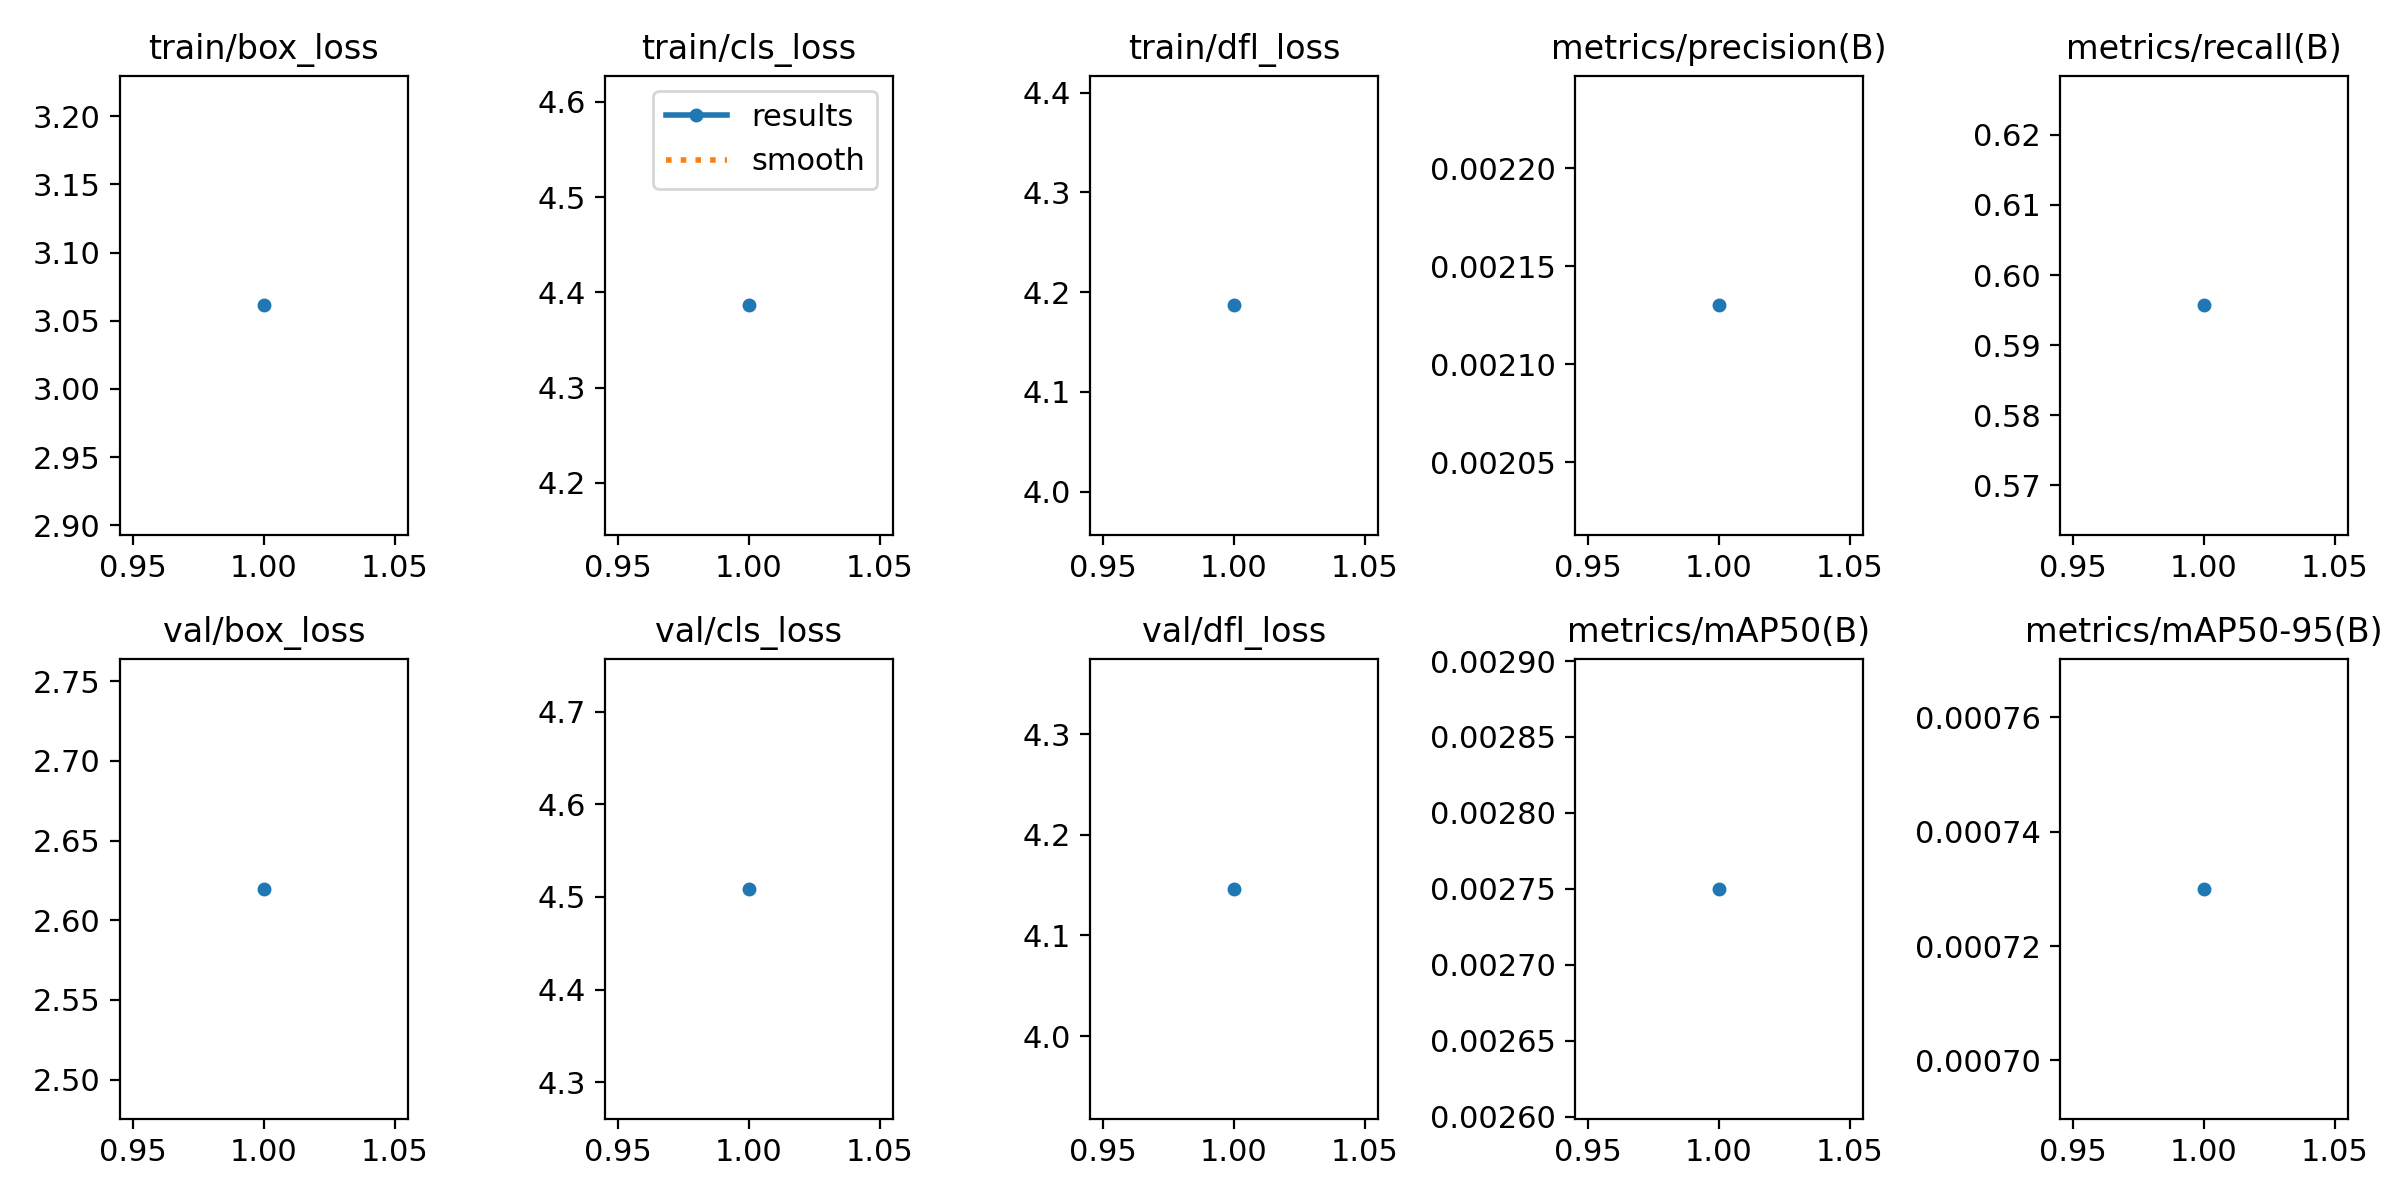 train/box_loss
3.20
3.15
3.10
3.05
3.00
2.95
2.90
0.95 1.00 1.05
train/cls_loss
results
smooth
4.6
4.5
4.4
4.3
4.2
0.95 1.00 1.05
train/dfl_loss
4.4
4.3
4.2
4.1
4.0
0.95 1.00 1.05
metrics/precision(B)
0.00220
0.00215
0.00210
0.00205
0.95 1.00 1.05
metrics/recall(B)
0.62
0.61
0.60
0.59
0.58
0.57
0.95 1.00 1.05
val/box_loss
2.75
2.70
2.65
2.60
2.55
2.50
0.95 1.00 1.05
val/cls_loss
4.7
4.6
4.5
4.4
4.3
0.95 1.00 1.05
val/dfl_loss
4.3
4.2
4.1
4.0
0.95 1.00 1.05
metrics/mAP50(B)
0.00290
0.00285
0.00280
0.00275
0.00270
0.00265
0.00260
0.95 1.00 1.05
metrics/mAP50-95(B)
0.00076
0.00074
0.00072
0.00070
0.95 1.00 1.05